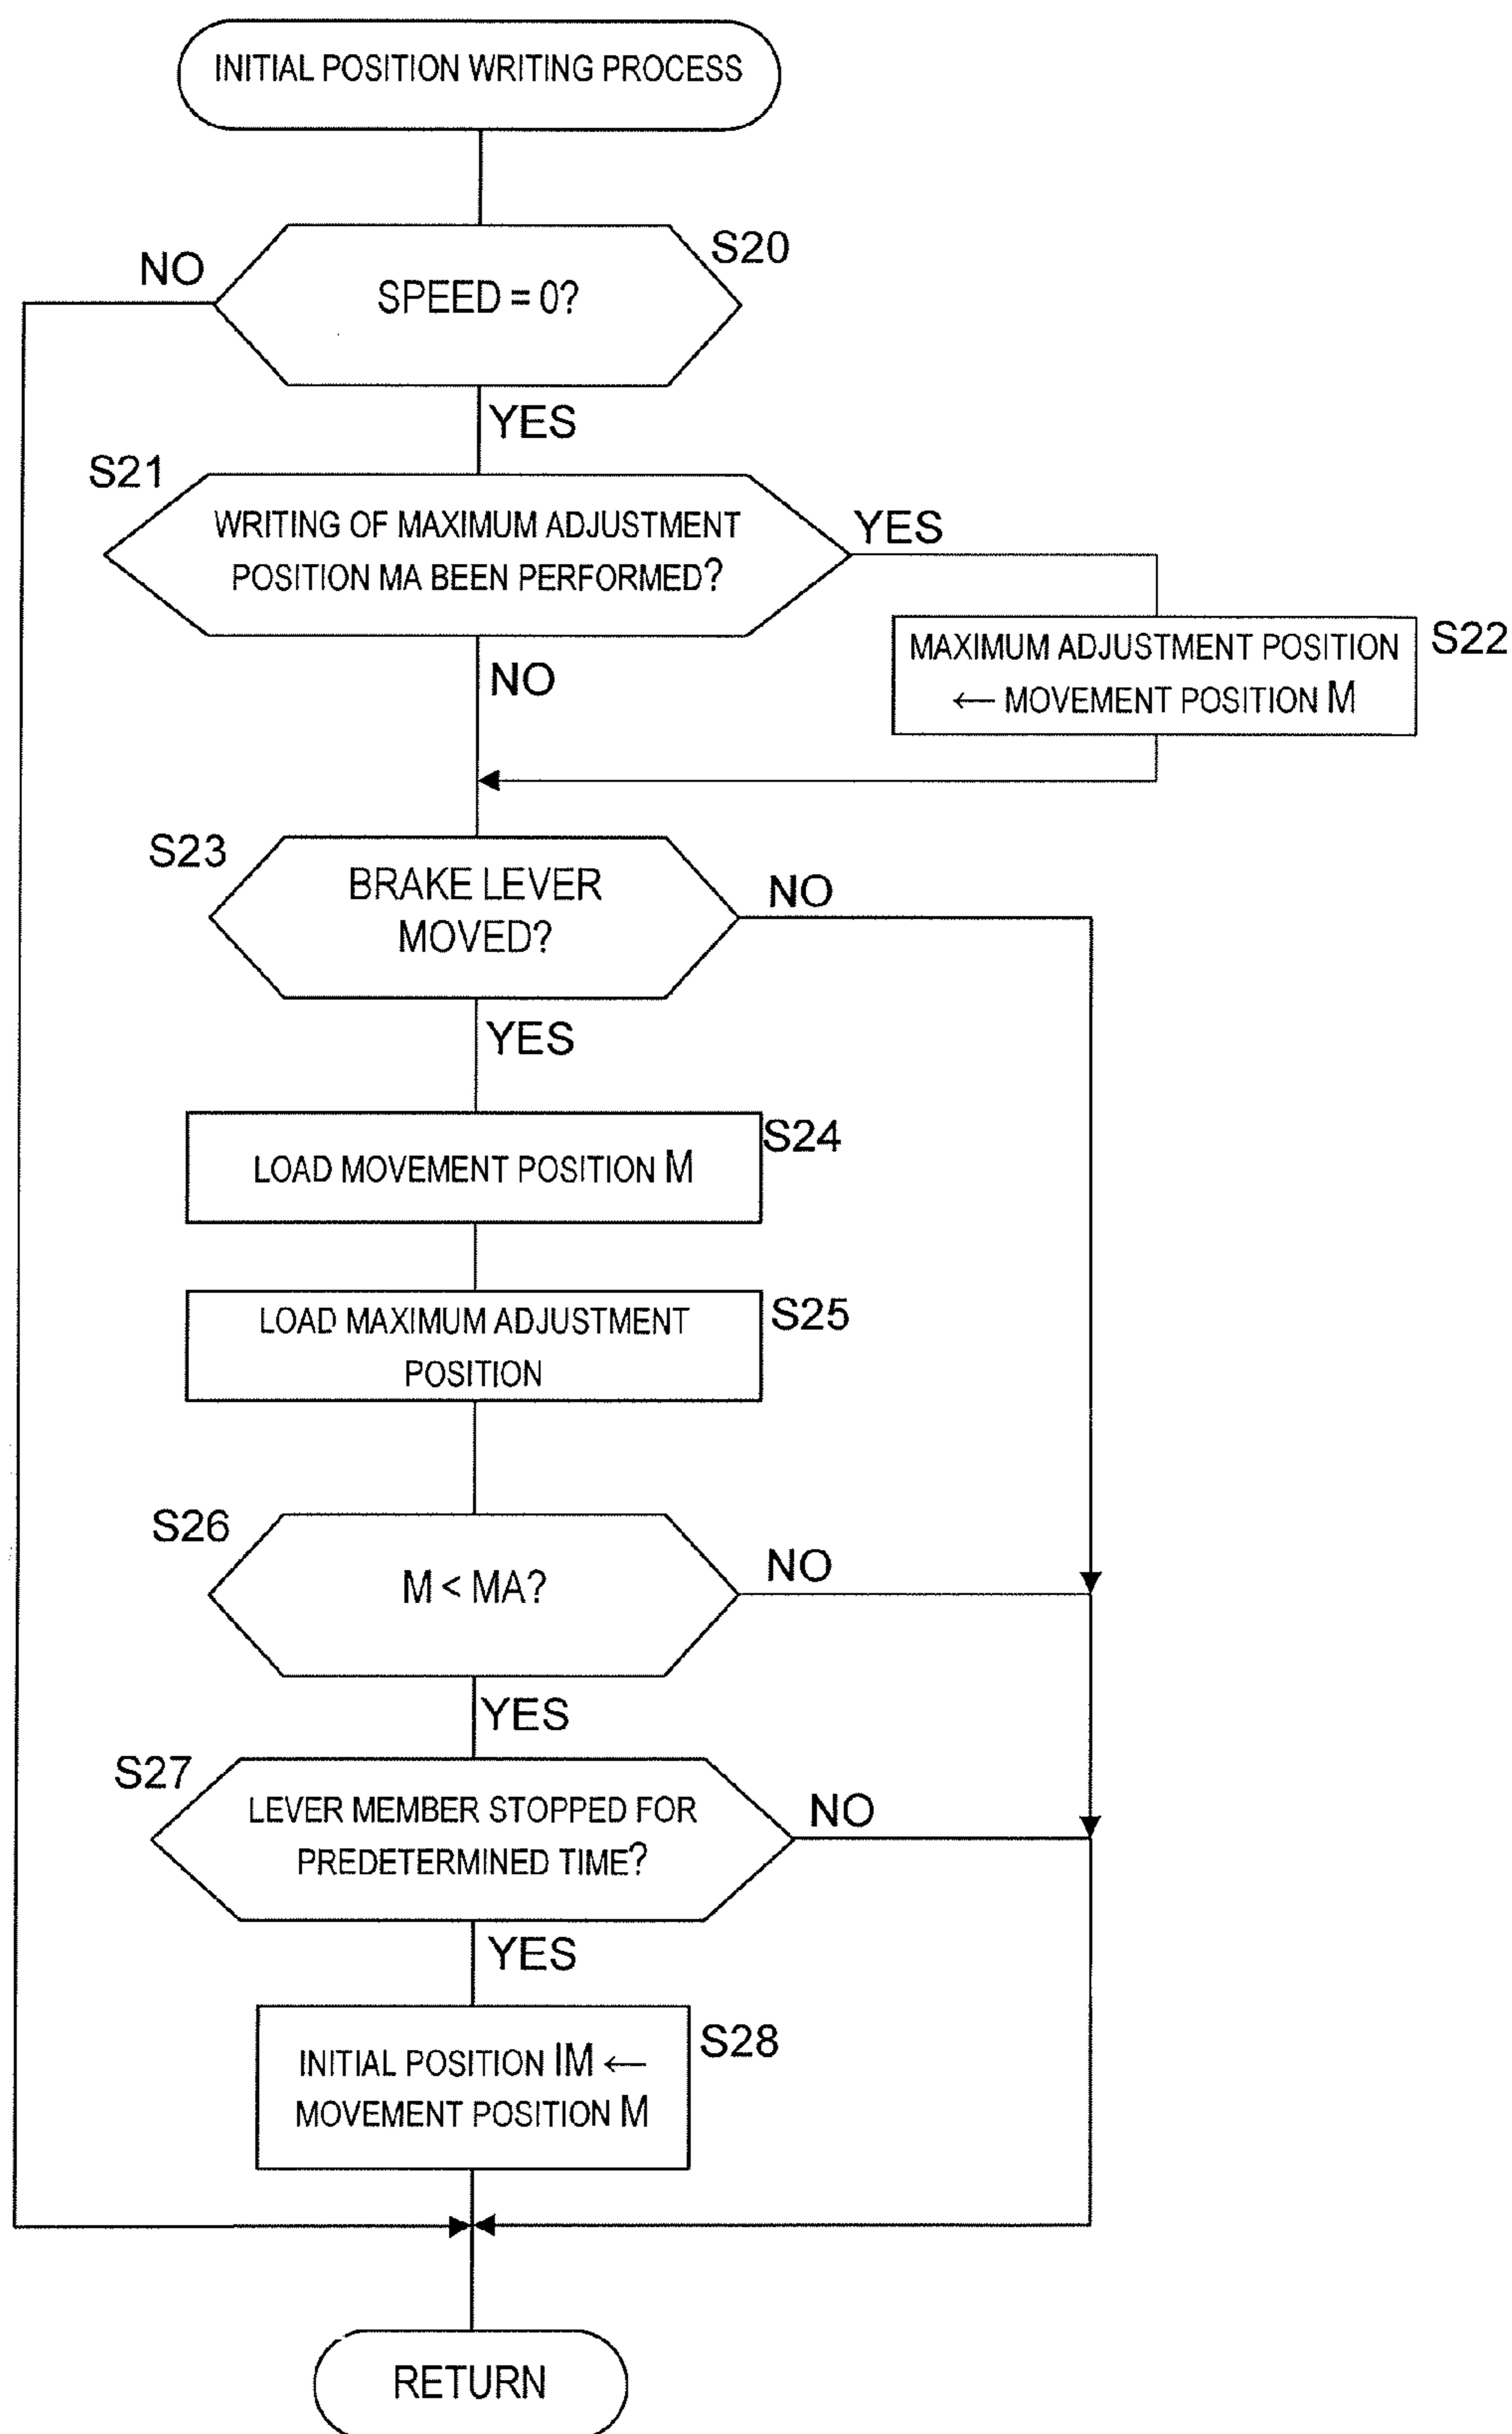 INITIAL POSITION WRITING PROCESS
S20
NO
SPEED = 0?
YES
S21
WRITING OF MAXIMUM ADJUSTMENT
POSITION MA BEEN PERFORMED?
YES
NO
MAXIMUM ADJUSTMENT POSITION
← MOVEMENT POSITION M
S22
S23
BRAKE LEVER
MOVED?
NO
YES
S24
LOAD MOVEMENT POSITION M
S25
LOAD MAXIMUM ADJUSTMENT
POSITION
S26
M < MA?
NO
YES
S27
LEVER MEMBER STOPPED FOR
PREDETERMINED TIME?
NO
YES
S28
INITIAL POSITION IM ←
MOVEMENT POSITION M
RETURN